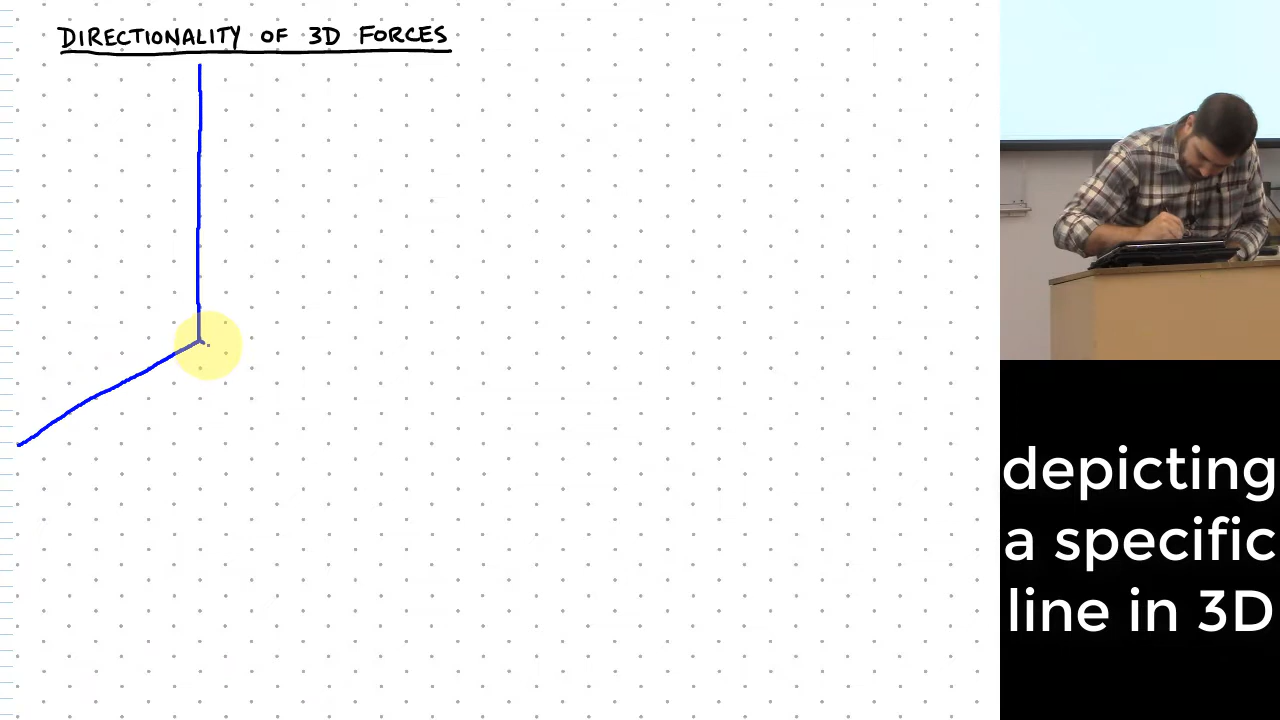 DIRECTIONALITY OF 3D FORCES
depicting
a specific
line in 3D